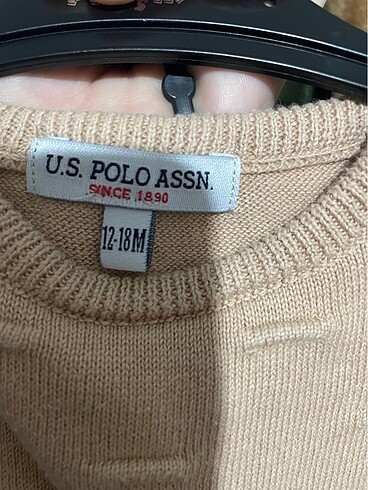 U.S. POLO ASSN.
SINCE 1890
12-18M